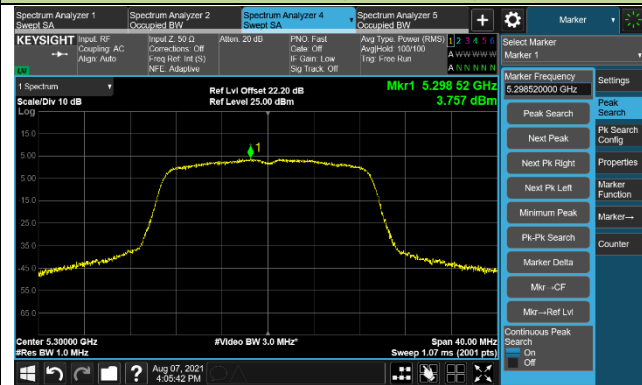 Spectrum Analyzer 1
Swept SA
Spectrum Analyzer 2
Occupied BW
Spectrum Analyzer 4
Swept SA
Spectrum Analyzer 5
Occupied BW
+
Marker
KEYSIGHT
Input: RF
Coupling: AC
Align: Auto
Input Z: 50 Ω
Corrections: Off
Freq Ref: Int (S)
NFE: Adaptive
Atten: 20 dB
PNO: Fast
Gate: Off
IF Gain: Low
Sig Track: Off
Avg Type: Power (RMS)
Avg|Hold: 100/100
Trig: Free Run
1 2 3 4 5 6
A W W W W W
A N N N N N
LXI
Select Marker
Marker 1
1 Spectrum
Scale/Div 10 dB
Log
Ref Lvl Offset 22.20 dB
Ref Level 25.00 dBm
Mkr1 5.298 52 GHz
3.757 dBm
15.0
5.00
-5.00
-15.0
-25.0
-35.0
-45.0
-55.0
-65.0
1
Center 5.30000 GHz
#Res BW 1.0 MHz
#Video BW 3.0 MHz*
Span 40.00 MHz
Sweep 1.07 ms (2001 pts)
Marker Frequency
5.298520000 GHz
Peak Search
Next Peak
Next Pk Right
Next Pk Left
Minimum Peak
Pk-Pk Search
Marker Delta
Mkr→CF
Mkr→Ref Lvl
Continuous Peak
Search
On
Off
Settings
Peak
Search
Pk Search
Config
Properties
Marker
Function
Marker→
Counter
?
Aug 07, 2021
4:05:42 PM